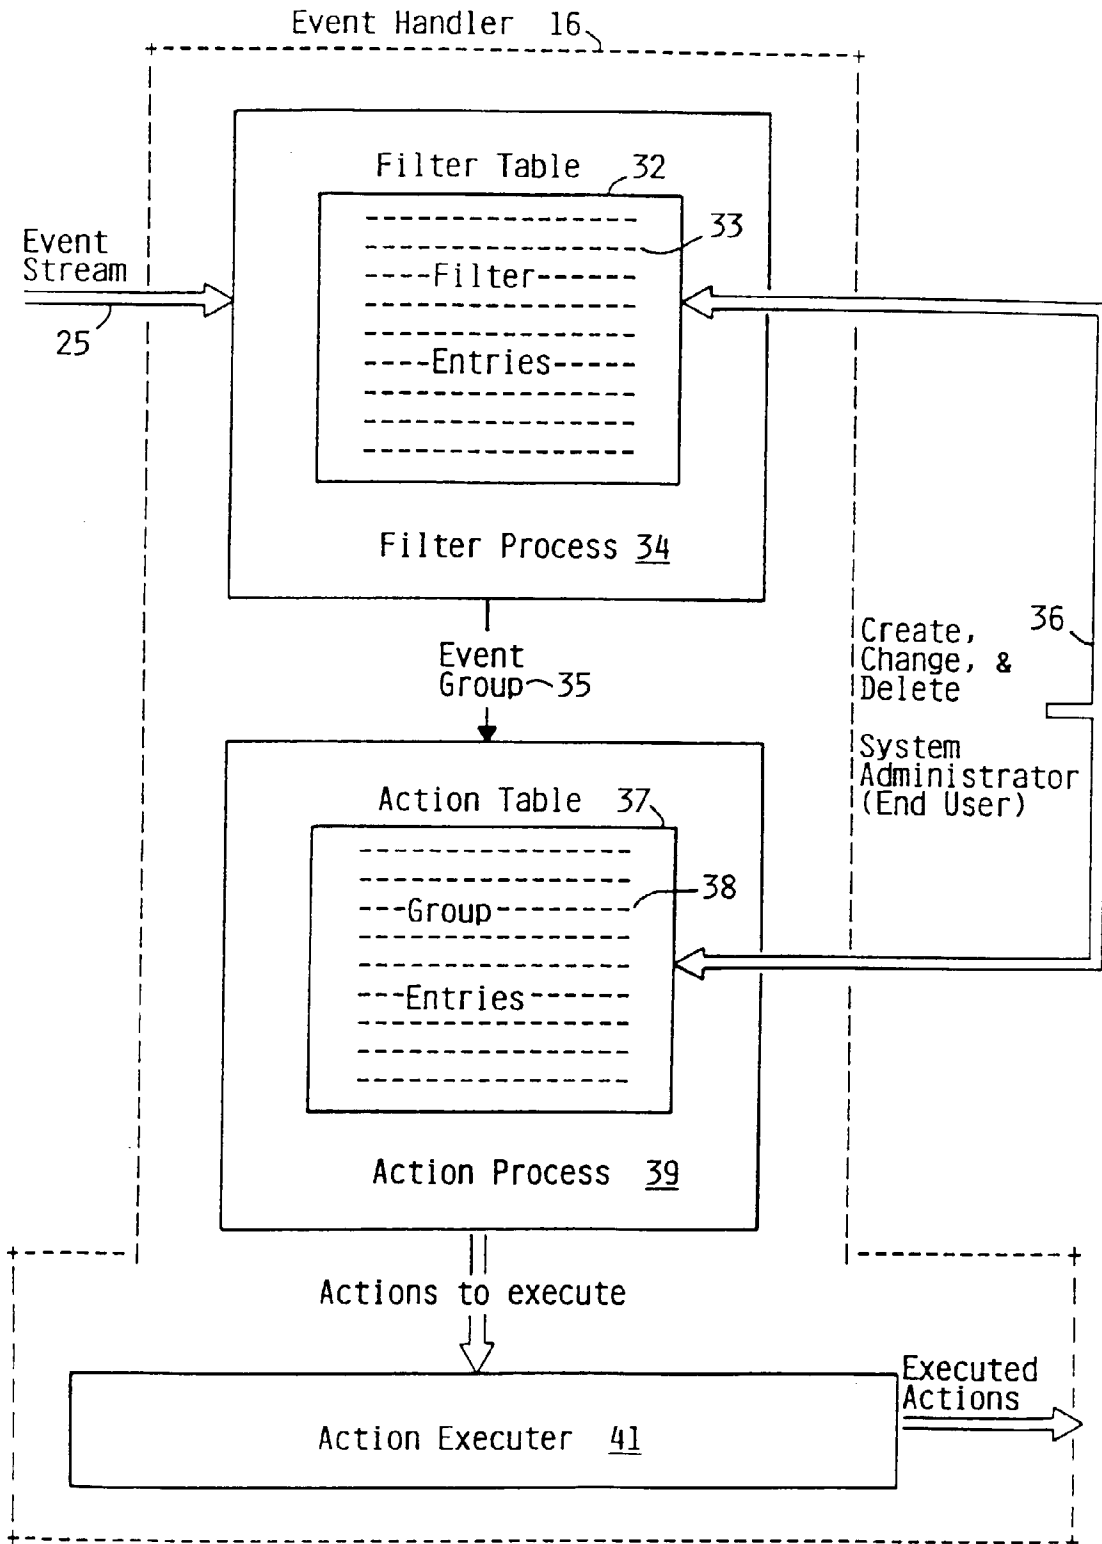 Event Handler 16
Filter Table 32
33
Event
Stream
25
Filter
Entries
Filter Process 34
Event
Group 35
Create,
Change, &
Delete
36
System
Administrator
(End User)
Action Table 37
38
Group
Entries
Action Process 39
Actions to execute
Executed
Actions
Action Executer 41